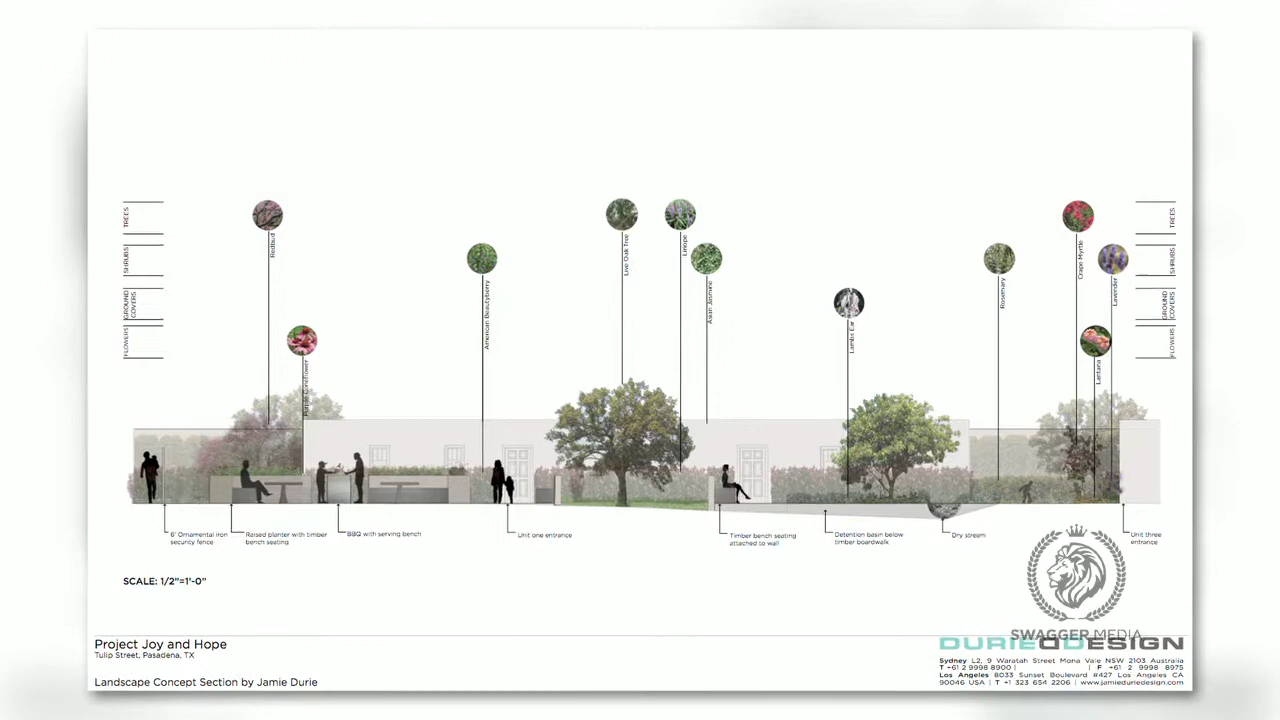 TREES
SHRUBS
GROUND
COVERS
FLOWERS
Redbud
Purple Coneflower
American Beautyberry
Live Oak Tree
Liriope
Asian Jasmine
Lambs Ear
Rosemary
Crape Myrtle
Lavender
Lantana
TREES
SHRUBS
GROUND
COVERS
FLOWERS
6' Ornamental iron
security fence
Raised planter with timber
bench seating
BBQ with serving bench
Unit one entrance
Timber bench seating
attached to wall
Detention basin below
timber boardwalk
Dry stream
Unit three
entrance
SCALE: 1/2"=1'-0"
SWAGGER MEDIA
Project Joy and Hope
Tulip Street, Pasadena, TX
Landscape Concept Section by Jamie Durie
DURIE DESIGN
Sydney L2, 9 Waratah Street Mona Vale NSW 2103 Australia
T +61 2 9998 8900 | | F +61 2 9998 8975
Los Angeles 8033 Sunset Boulevard #427 Los Angeles CA
90046 USA | T +1 323 654 2206 | www.jamieduriedesign.com